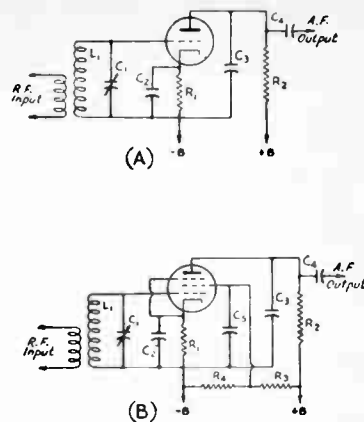 C4
A.F.
Output
L1
C1
C3
R.F.
Input
C2
R1
R2
-B
+B
(A)
C4
A.F.
Output
L1
C1
C2
R1
C5
C3
R2
R.F.
Input
R4
R3
-B
+B
(B)